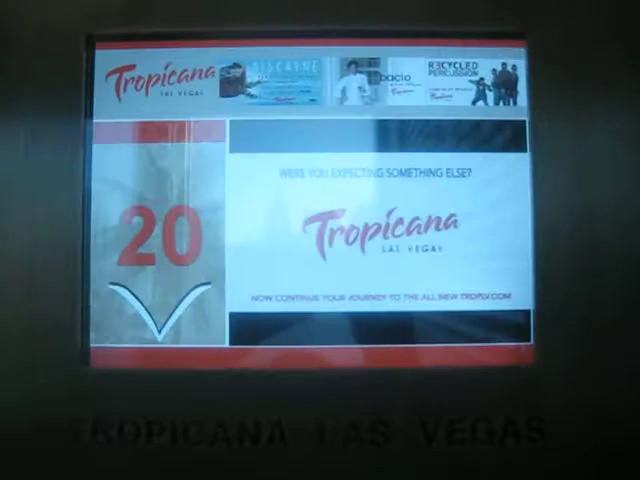 Tropicana
LAS VEGAS
BISCAYNE
bacio
RECYCLED
PERCUSSION
20
WERE YOU EXPECTING SOMETHING ELSE?
Tropicana
LAS VEGAS
NOW CONTINUE YOUR JOURNEY TO THE ALL NEW TROPLV.COM
TROPICANA LAS VEGAS